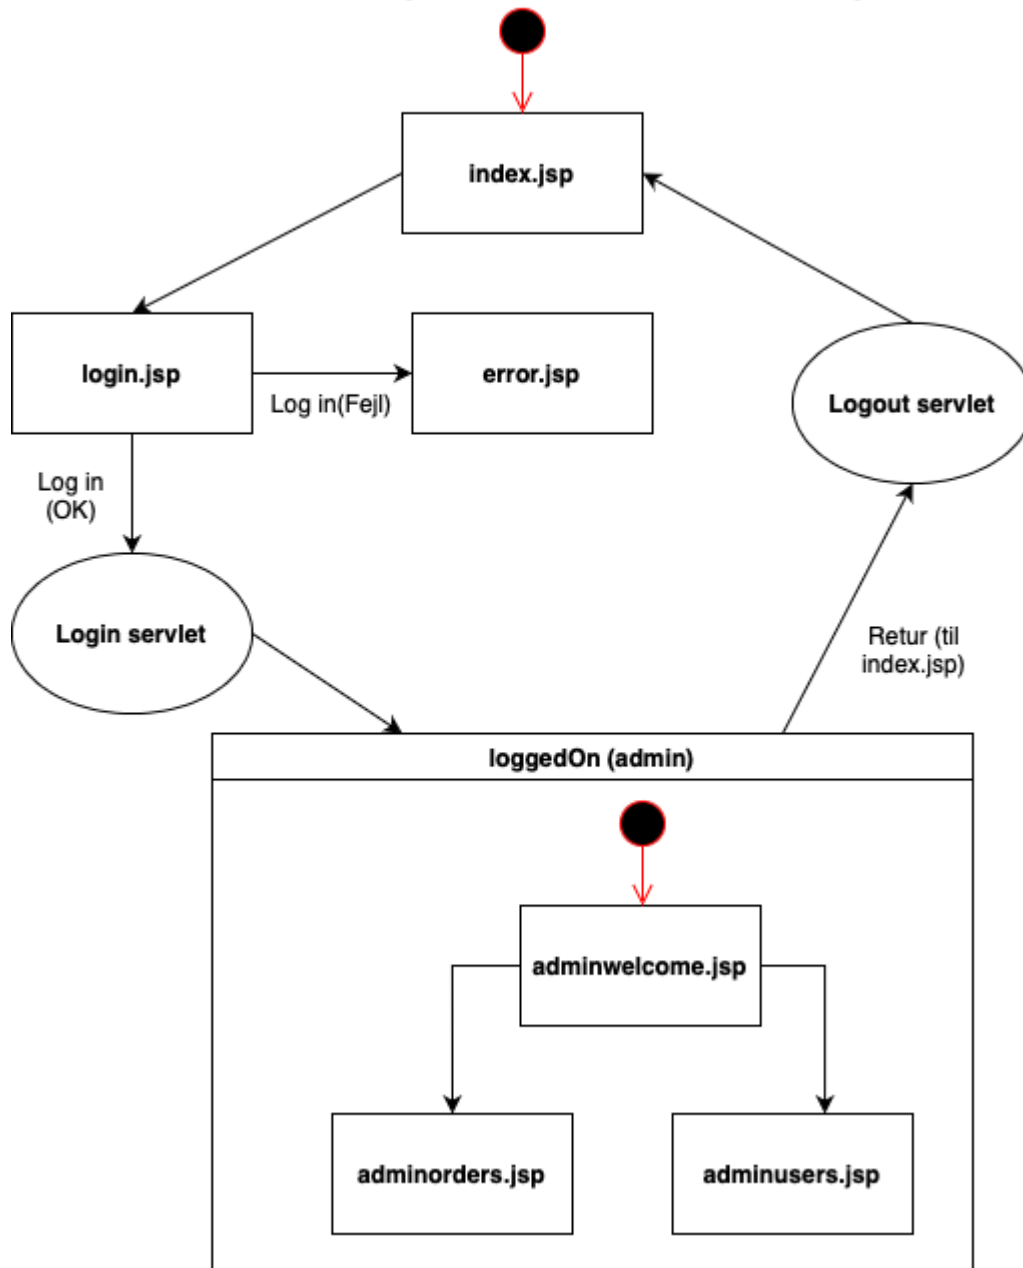 index.jsp
login.jsp
error.jsp
Log in(Fejl)
Logout servlet
Log in
(OK)
Login servlet
Retur (til
index.jsp)
loggedOn (admin)
adminwelcome.jsp
adminorders.jsp
adminusers.jsp